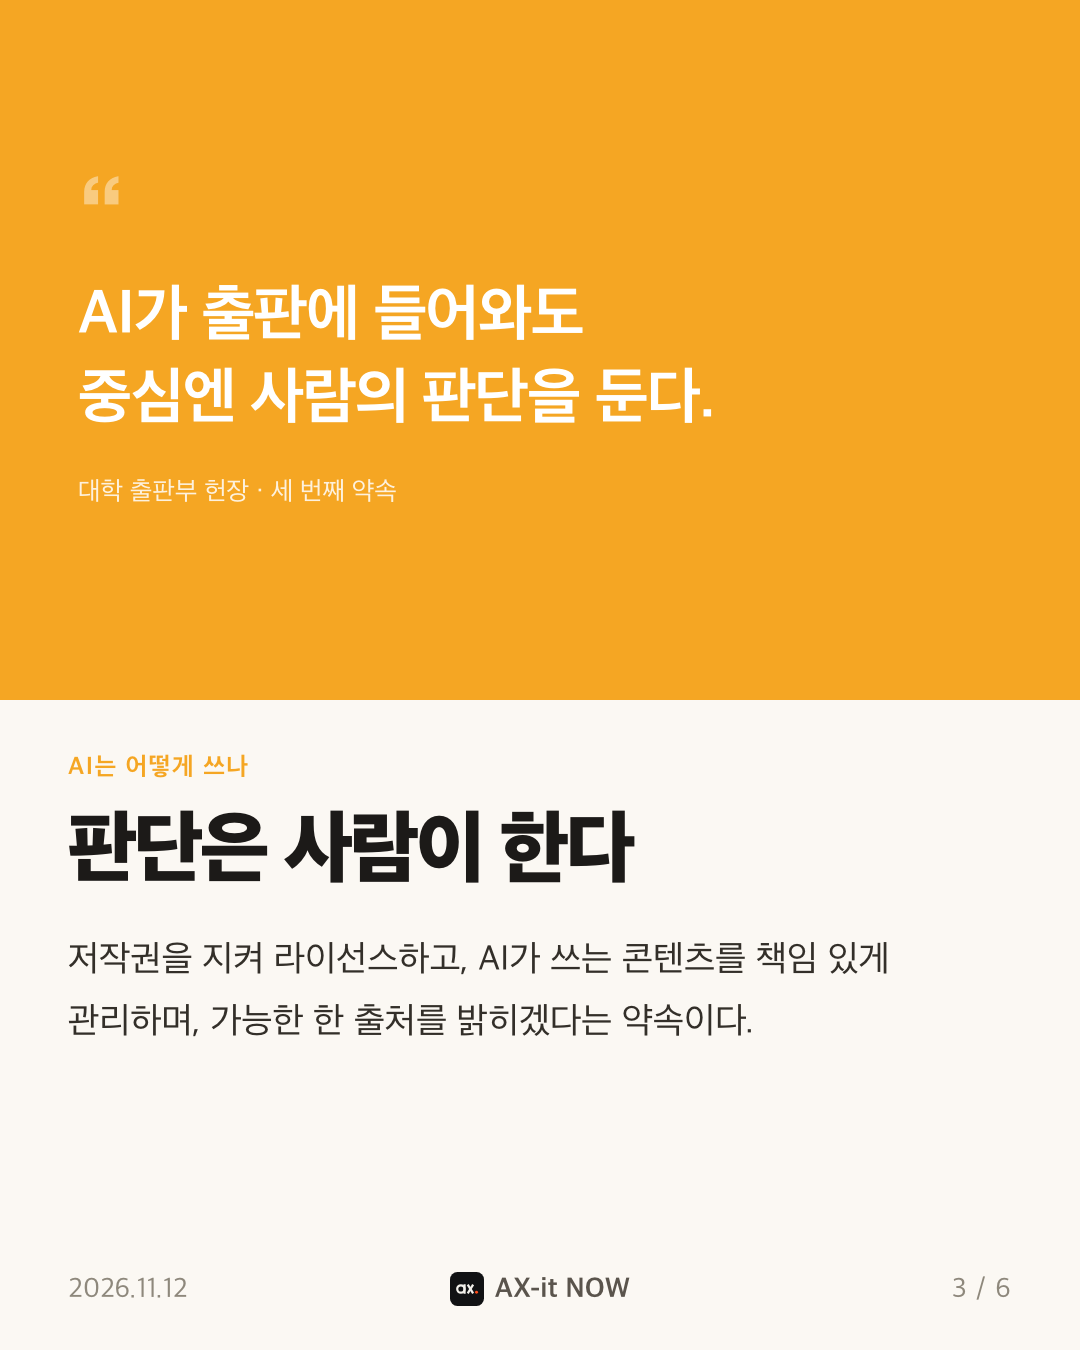 “
AI가 출판에 들어와도
중심엔 사람의 판단을 둔다.
대학 출판부 헌장 · 세 번째 약속
AI는 어떻게 쓰나
판단은 사람이 한다
저작권을 지켜 라이선스하고, AI가 쓰는 콘텐츠를 책임 있게
관리하며, 가능한 한 출처를 밝히겠다는 약속이다.
2026.11.12
ax. AX-it NOW
3 / 6